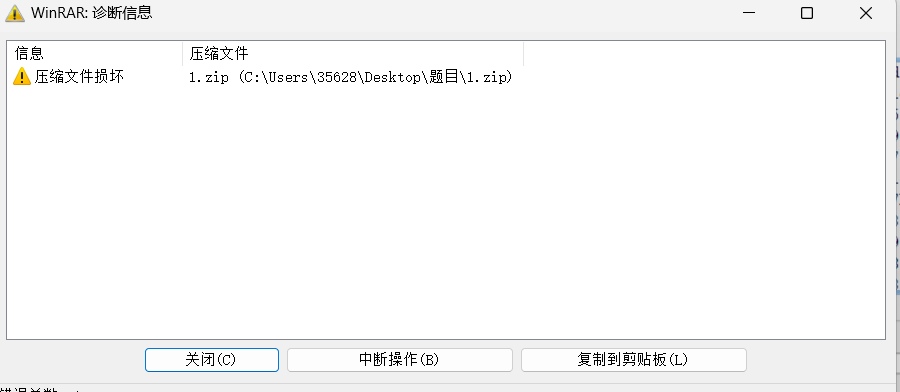 WinRAR: 诊断信息
信息 压缩文件
压缩文件损坏 1.zip (C:\Users\35628\Desktop\题目\1.zip)
关闭(C) 中断操作(B) 复制到剪贴板(L)